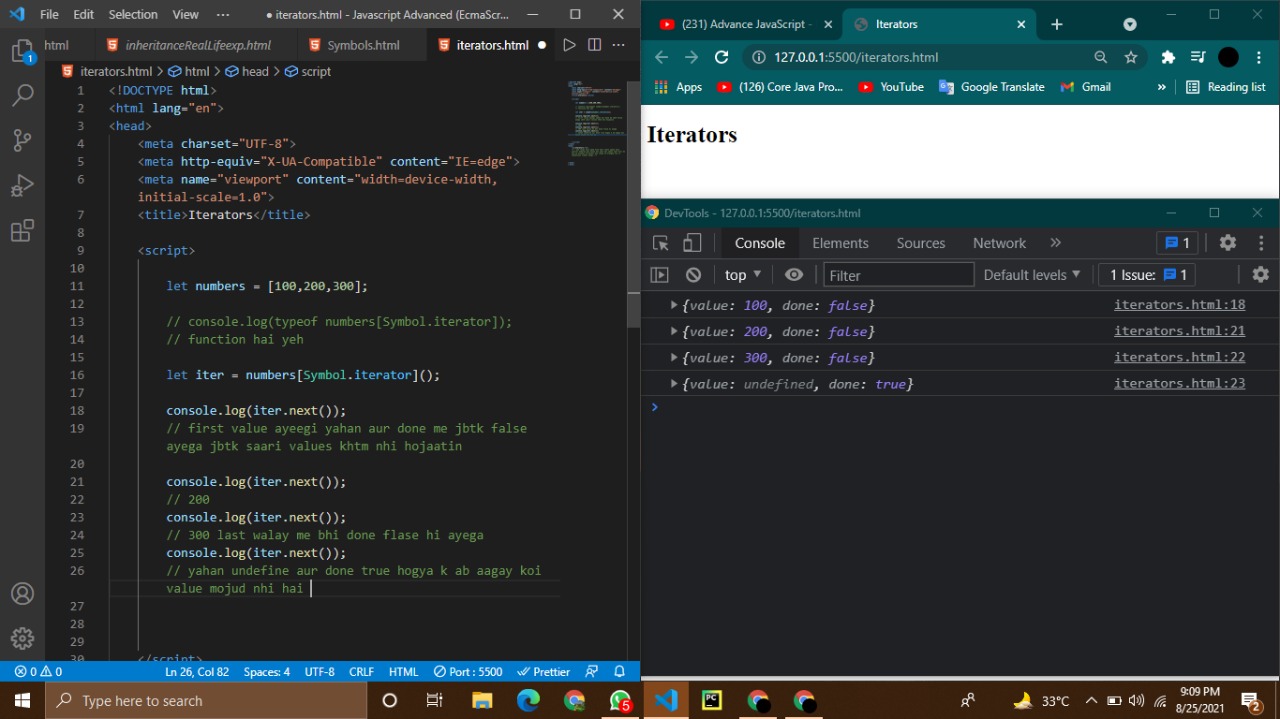 File Edit Selection View ··· ● iterators.html - Javascript Advanced (EcmaScr...
html inheritanceRealLifeexp.html Symbols.html iterators.html ●
iterators.html > html > head > script
1 <!DOCTYPE html>
2 <html lang="en">
3 <head>
4 <meta charset="UTF-8">
5 <meta http-equiv="X-UA-Compatible" content="IE=edge">
6 <meta name="viewport" content="width=device-width,
initial-scale=1.0">
7 <title>Iterators</title>
8
9 <script>
10
11 let numbers = [100,200,300];
12
13 // console.log(typeof numbers[Symbol.iterator]);
14 // function hai yeh
15
16 let iter = numbers[Symbol.iterator]();
17
18 console.log(iter.next());
19 // first value ayeegi yahan aur done me jbtk false
ayega jbtk saari values khtm nhi hojaatin
20
21 console.log(iter.next());
22 // 200
23 console.log(iter.next());
24 // 300 last walay me bhi done flase hi ayega
25 console.log(iter.next());
26 // yahan undefine aur done true hogya k ab aagay koi
value mojud nhi hai
27
28
29
30 </script>
1
0 0 Ln 26, Col 82 Spaces: 4 UTF-8 CRLF HTML Port : 5500 Prettier
(231) Advance JavaScript - Iterators
127.0.0.1:5500/iterators.html
Apps (126) Core Java Pro... YouTube Google Translate Gmail » Reading list
Iterators
DevTools - 127.0.0.1:5500/iterators.html
Console Elements Sources Network » 1
top Filter Default levels 1 Issue: 1
{value: 100, done: false} iterators.html:18
{value: 200, done: false} iterators.html:21
{value: 300, done: false} iterators.html:22
{value: undefined, done: true} iterators.html:23
Type here to search 5 PC 33°C 9:09 PM
8/25/2021 2